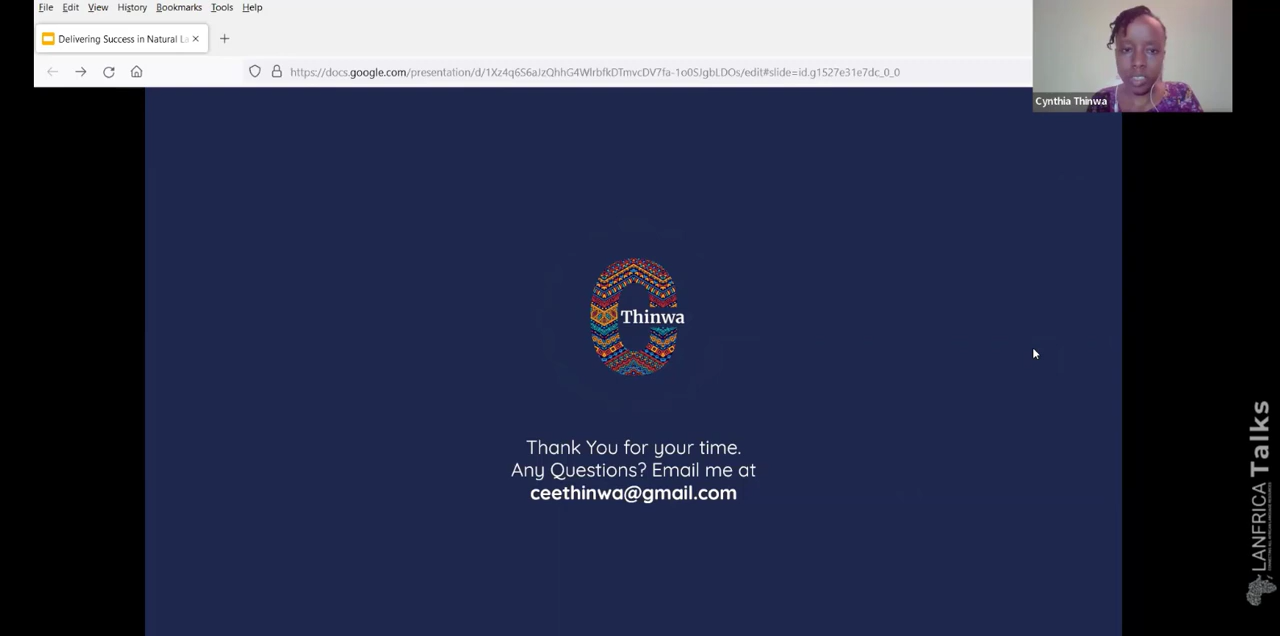 File Edit View History Bookmarks Tools Help
Delivering Success in Natural La
https://docs.google.com/presentation/d/1Xz4q6S6aJzQhhG4WlrbfkDTmvcDV7fa-1o0SJgbLDOs/edit#slide=id.g1527e31e7dc_0_0
Cynthia Thinwa
Thinwa
Thank You for your time.
Any Questions? Email me at
ceethinwa@gmail.com
LANFRICA Talks